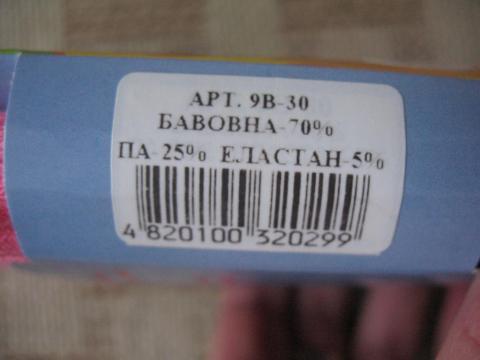 АРТ. 9В-30
БАВОВНА-70%
ПА-25% ЕЛАСТАН-5%
4 820100 320299